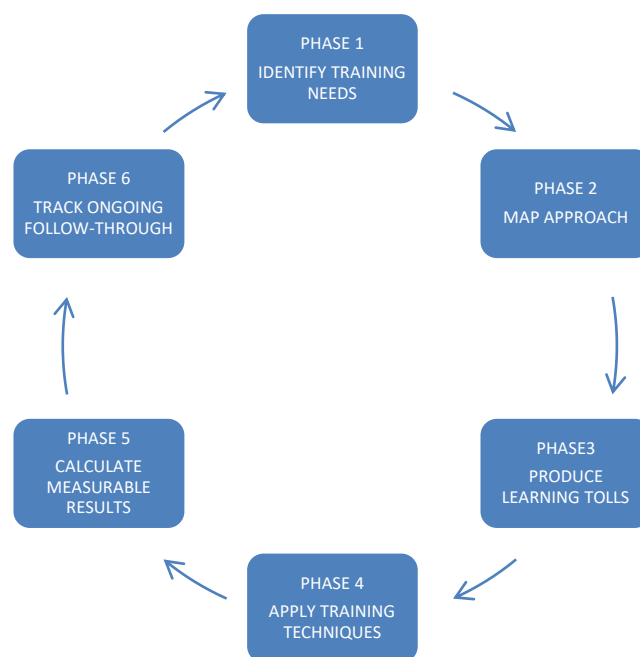 PHASE 1
IDENTIFY TRAINING
NEEDS
PHASE 2
MAP APPROACH
PHASE3
PRODUCE
LEARNING TOLLS
PHASE 4
APPLY TRAINING
TECHNIQUES
PHASE 5
CALCULATE
MEASURABLE
RESULTS
PHASE 6
TRACK ONGOING
FOLLOW-THROUGH